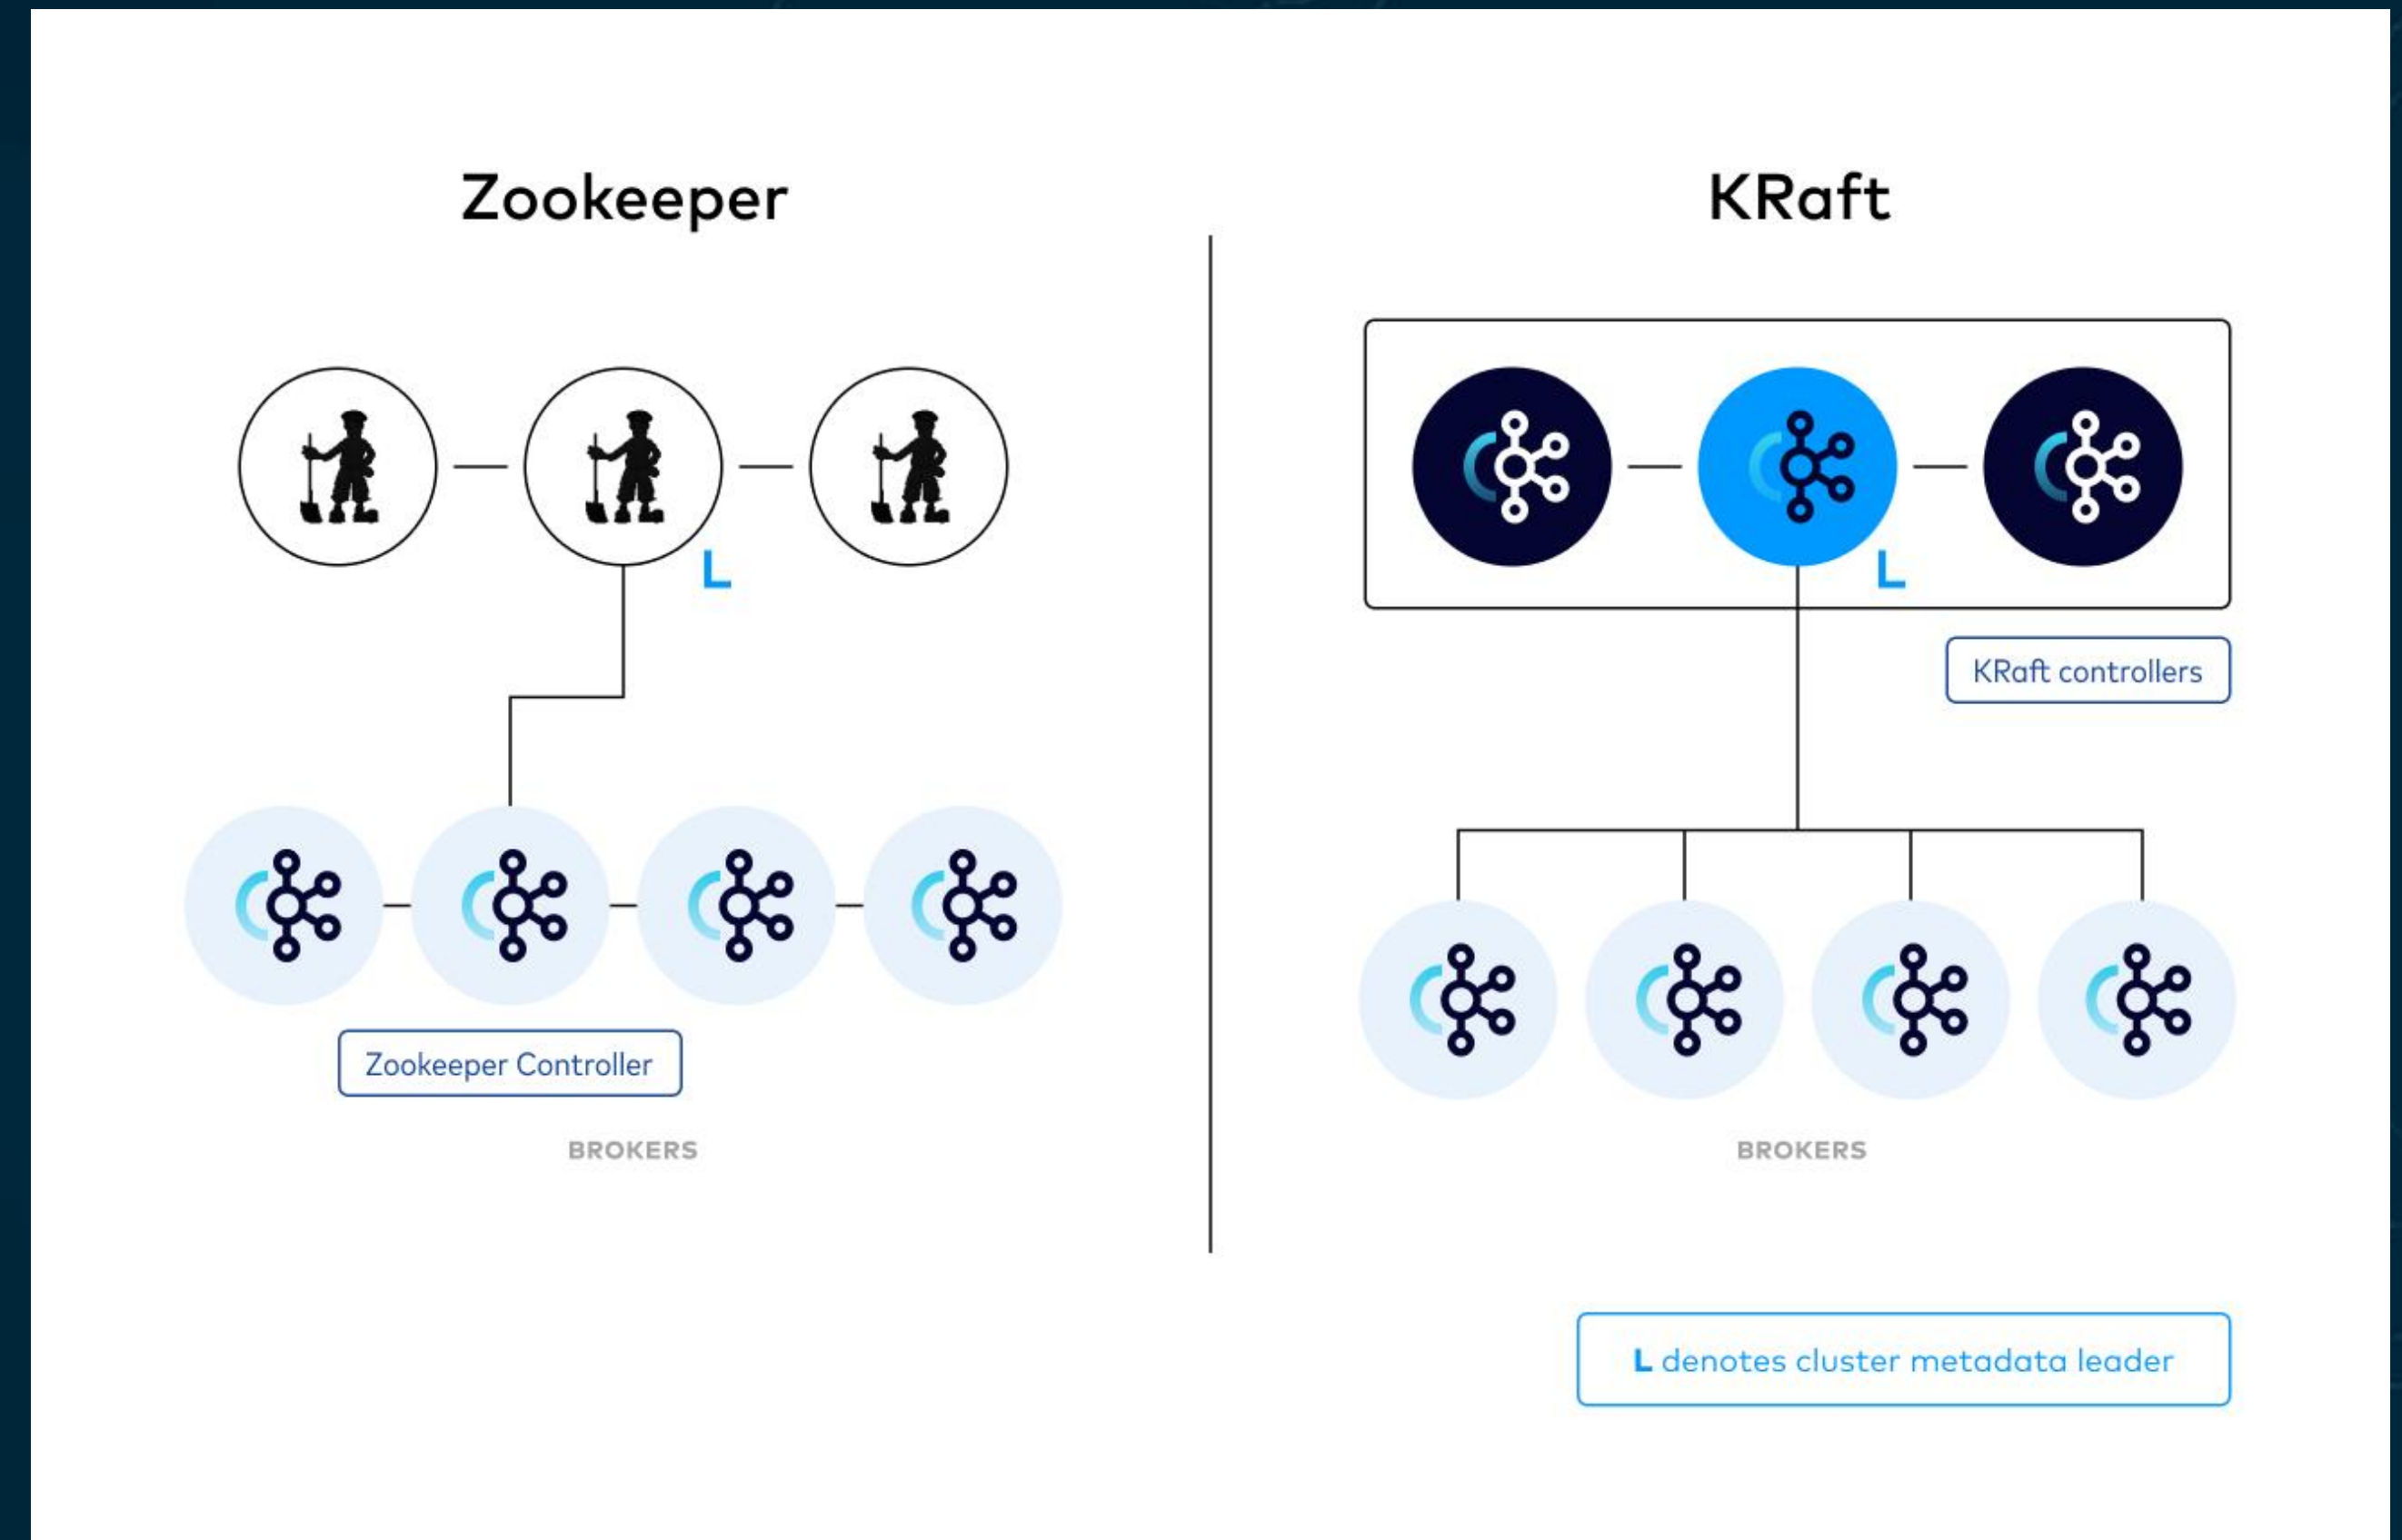 Zookeeper
L
Zookeeper Controller
BROKERS
KRaft
L
KRaft controllers
BROKERS
L denotes cluster metadata leader